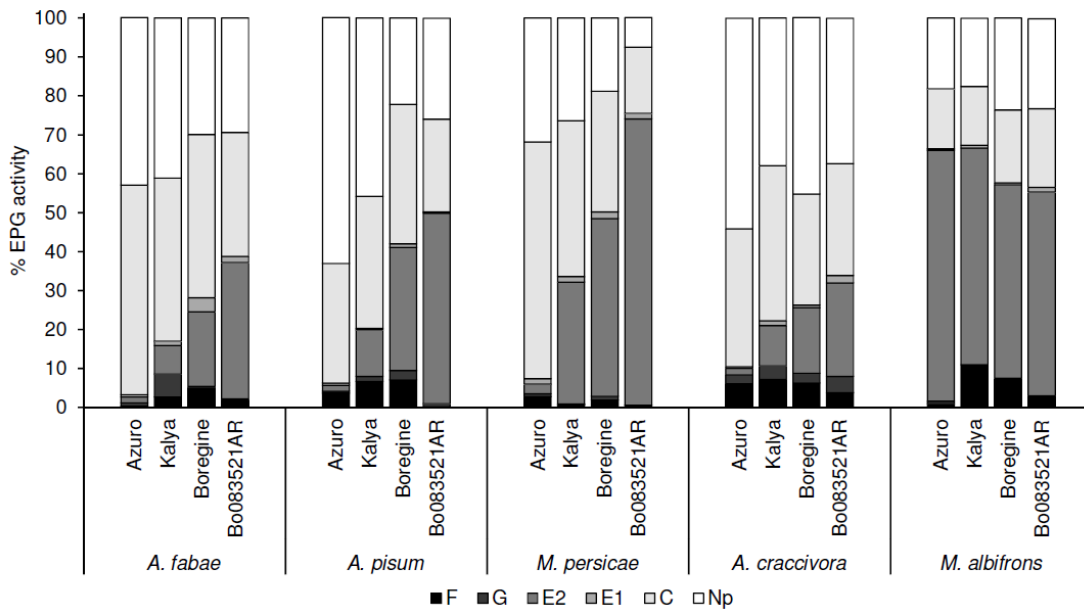 100
90
80
70
60
50
40
30
20
10
0
% EPG activity
Azuro
Kalya
Boregine
Bo083521AR
Azuro
Kalya
Boregine
Bo083521AR
Azuro
Kalya
Boregine
Bo083521AR
Azuro
Kalya
Boregine
Bo083521AR
Azuro
Kalya
Boregine
Bo083521AR
A. fabae A. pisum M. persicae A. craccivora M. albifrons
F G E2 E1 C Np